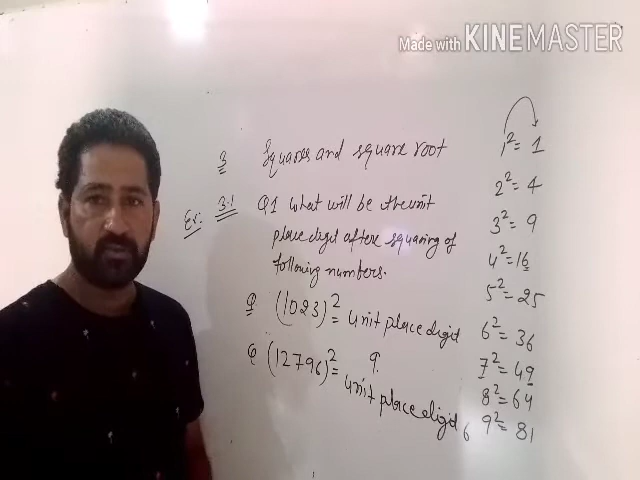 Made with KINEMASTER
3 Squares and square root
Ex: 3.1 Q1 what will be the unit
place digit after squaring of
following numbers.
Q (1023)² = unit place digit
9.
Q (12796)² = unit place digit 6
1² = 1
2² = 4
3² = 9
4² = 16
5² = 25
6² = 36
7² = 49
8² = 64
9² = 81